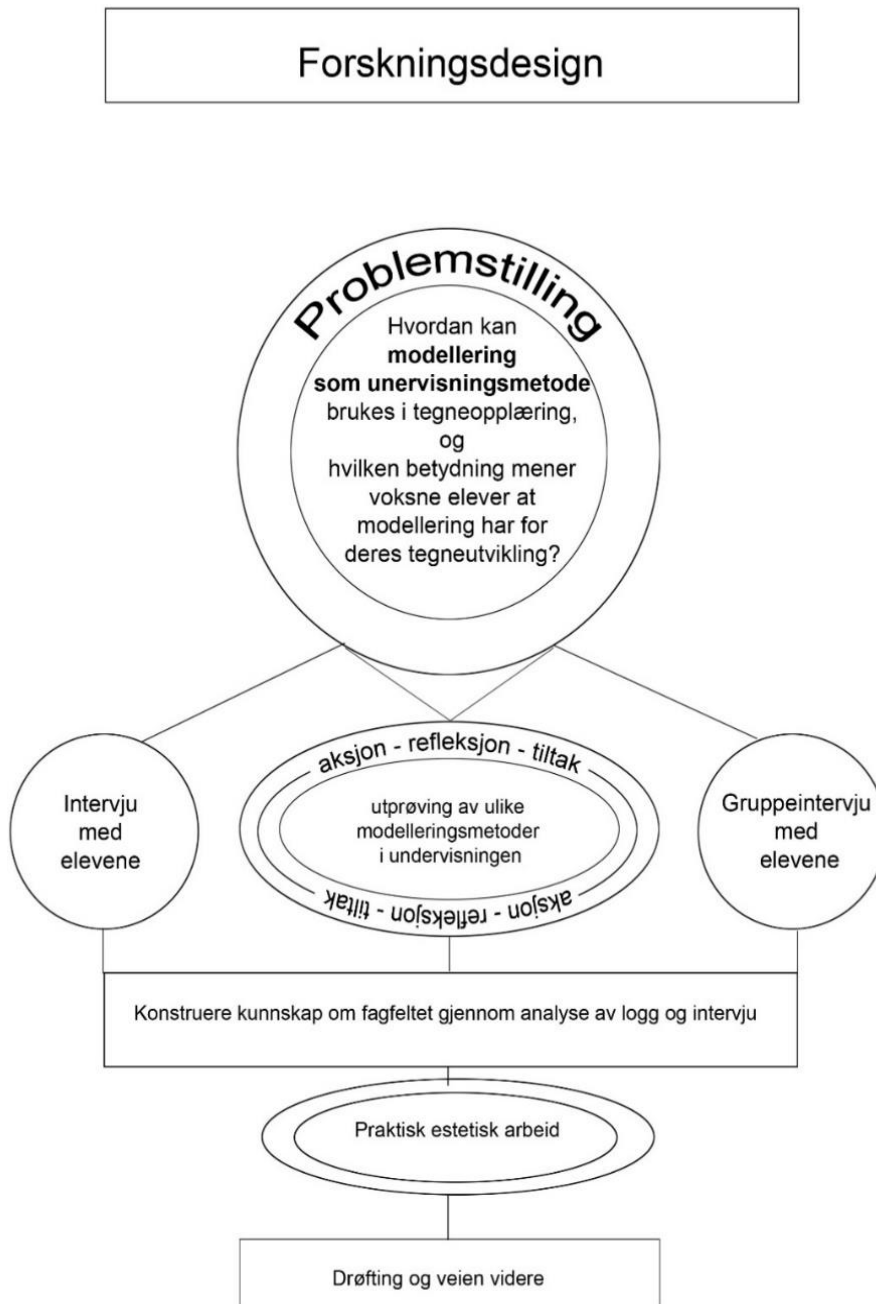 Forskningsdesign
Problemstilling
Hvordan kan
modellering
som unervisningsmetode
brukes i tegneopplæring,
og
hvilken betydning mener
voksne elever at
modellering har for
deres tegneutvikling?
Intervju
med
elevene
aksjon - refleksjon - tiltak
utprøving av ulike
modelleringsmetoder
i undervisningen
aksjon - refleksjon - tiltak
Gruppeintervju
med
elevene
Konstruere kunnskap om fagfeltet gjennom analyse av logg og intervju
Praktisk estetisk arbeid
Drøfting og veien videre